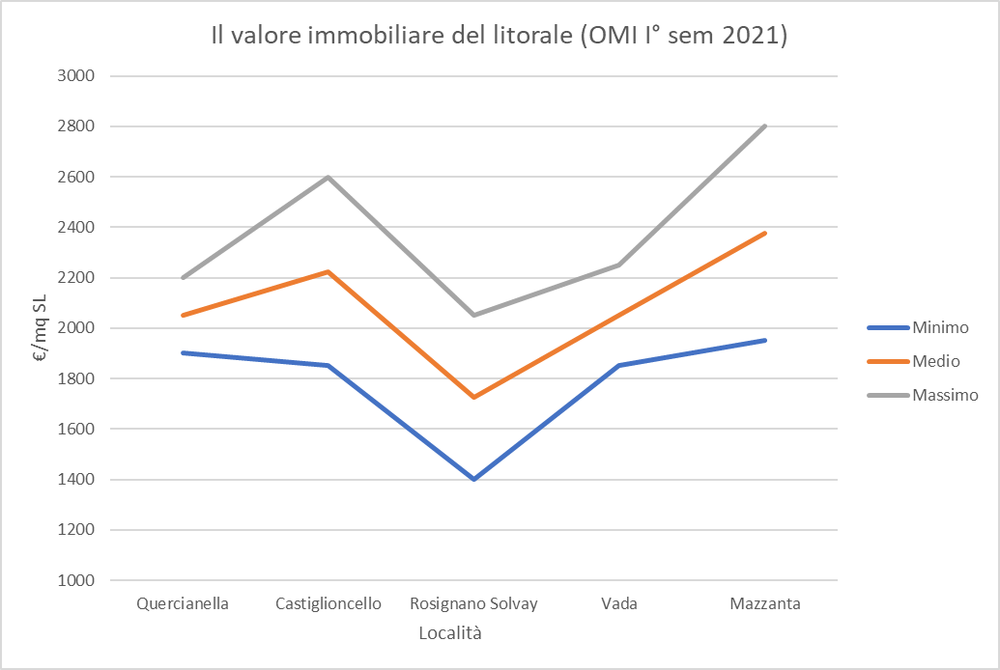 Il valore immobiliare del litorale (OMI I° sem 2021)
3000
2800
2600
2400
2200
2000
1800
1600
1400
1200
1000
€/mq SL
Quercianella Castiglioncello Rosignano Solvay Vada Mazzanta
Località
Minimo
Medio
Massimo